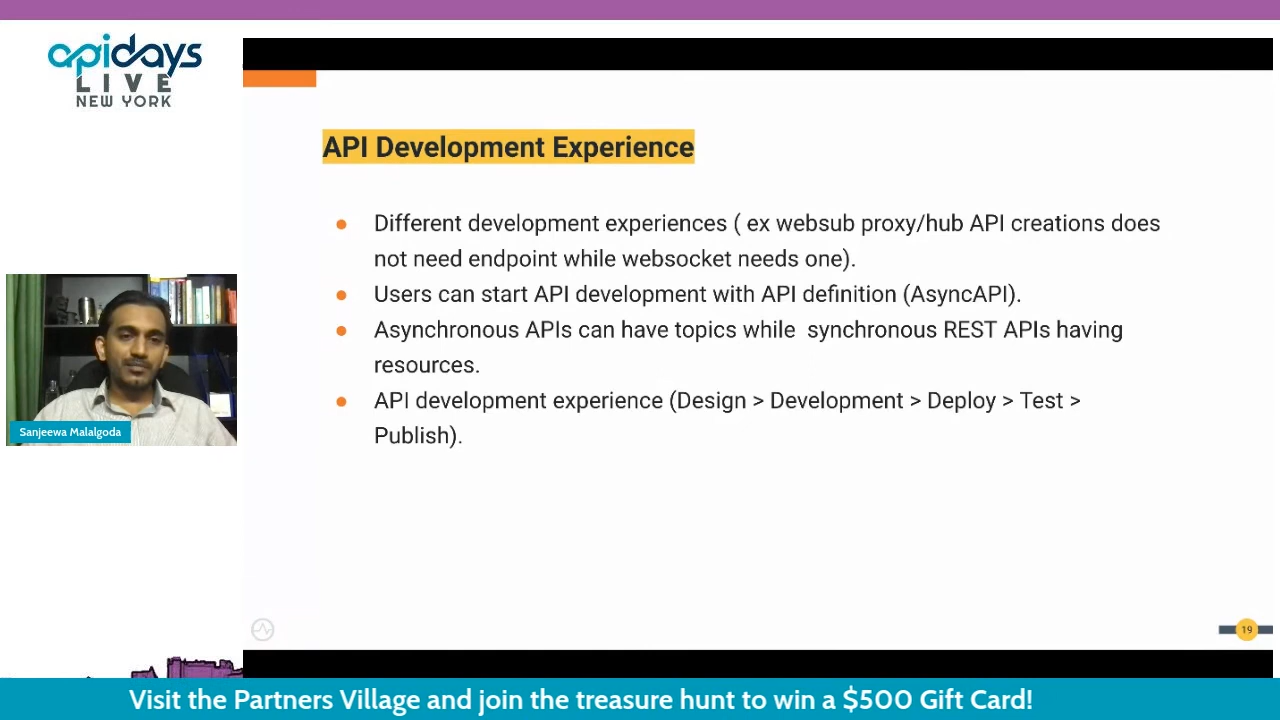 apidays
LIVE
NEW YORK
API Development Experience
● Different development experiences ( ex websub proxy/hub API creations does
not need endpoint while websocket needs one).
● Users can start API development with API definition (AsyncAPI).
● Asynchronous APIs can have topics while  synchronous REST APIs having
resources.
● API development experience (Design > Development > Deploy > Test >
Publish).
Sanjeewa Malalgoda
19
Visit the Partners Village and join the treasure hunt to win a $500 Gift Card!